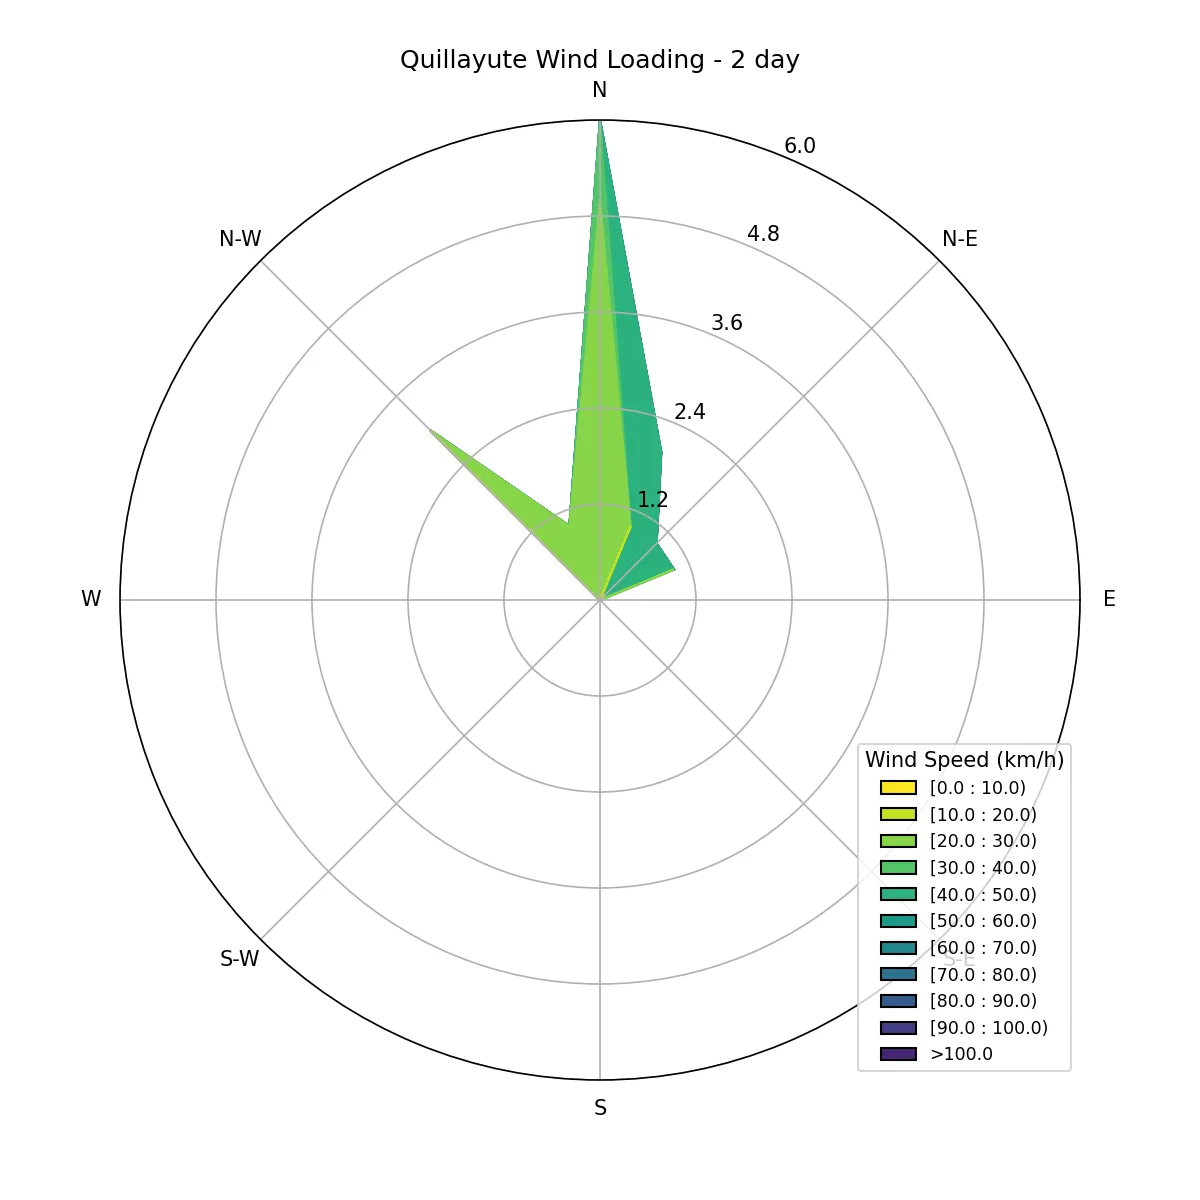 Quillayute Wind Loading - 2 day
N
6.0
N-W
N-E
4.8
3.6
2.4
1.2
W
E
Wind Speed (km/h)
[0.0 : 10.0)
[10.0 : 20.0)
[20.0 : 30.0)
[30.0 : 40.0)
[40.0 : 50.0)
[50.0 : 60.0)
S-W
[60.0 : 70.0)
S-E
[70.0 : 80.0)
[80.0 : 90.0)
[90.0 : 100.0)
>100.0
S